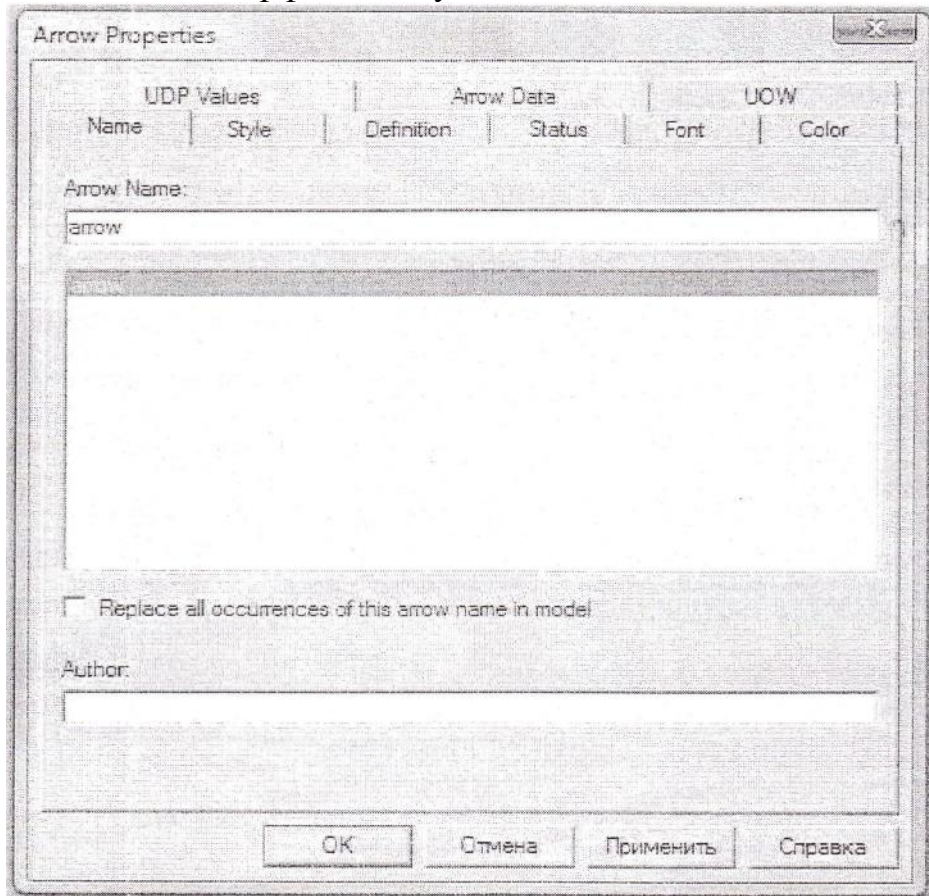 Arrow Properties
UDP Values Arrow Data UOW
Name Style Definition Status Font Color
Arrow Name:
arrow
arrow
Replace all occurrences of this arrow name in model
Author:
OK Отмена Применить Справка